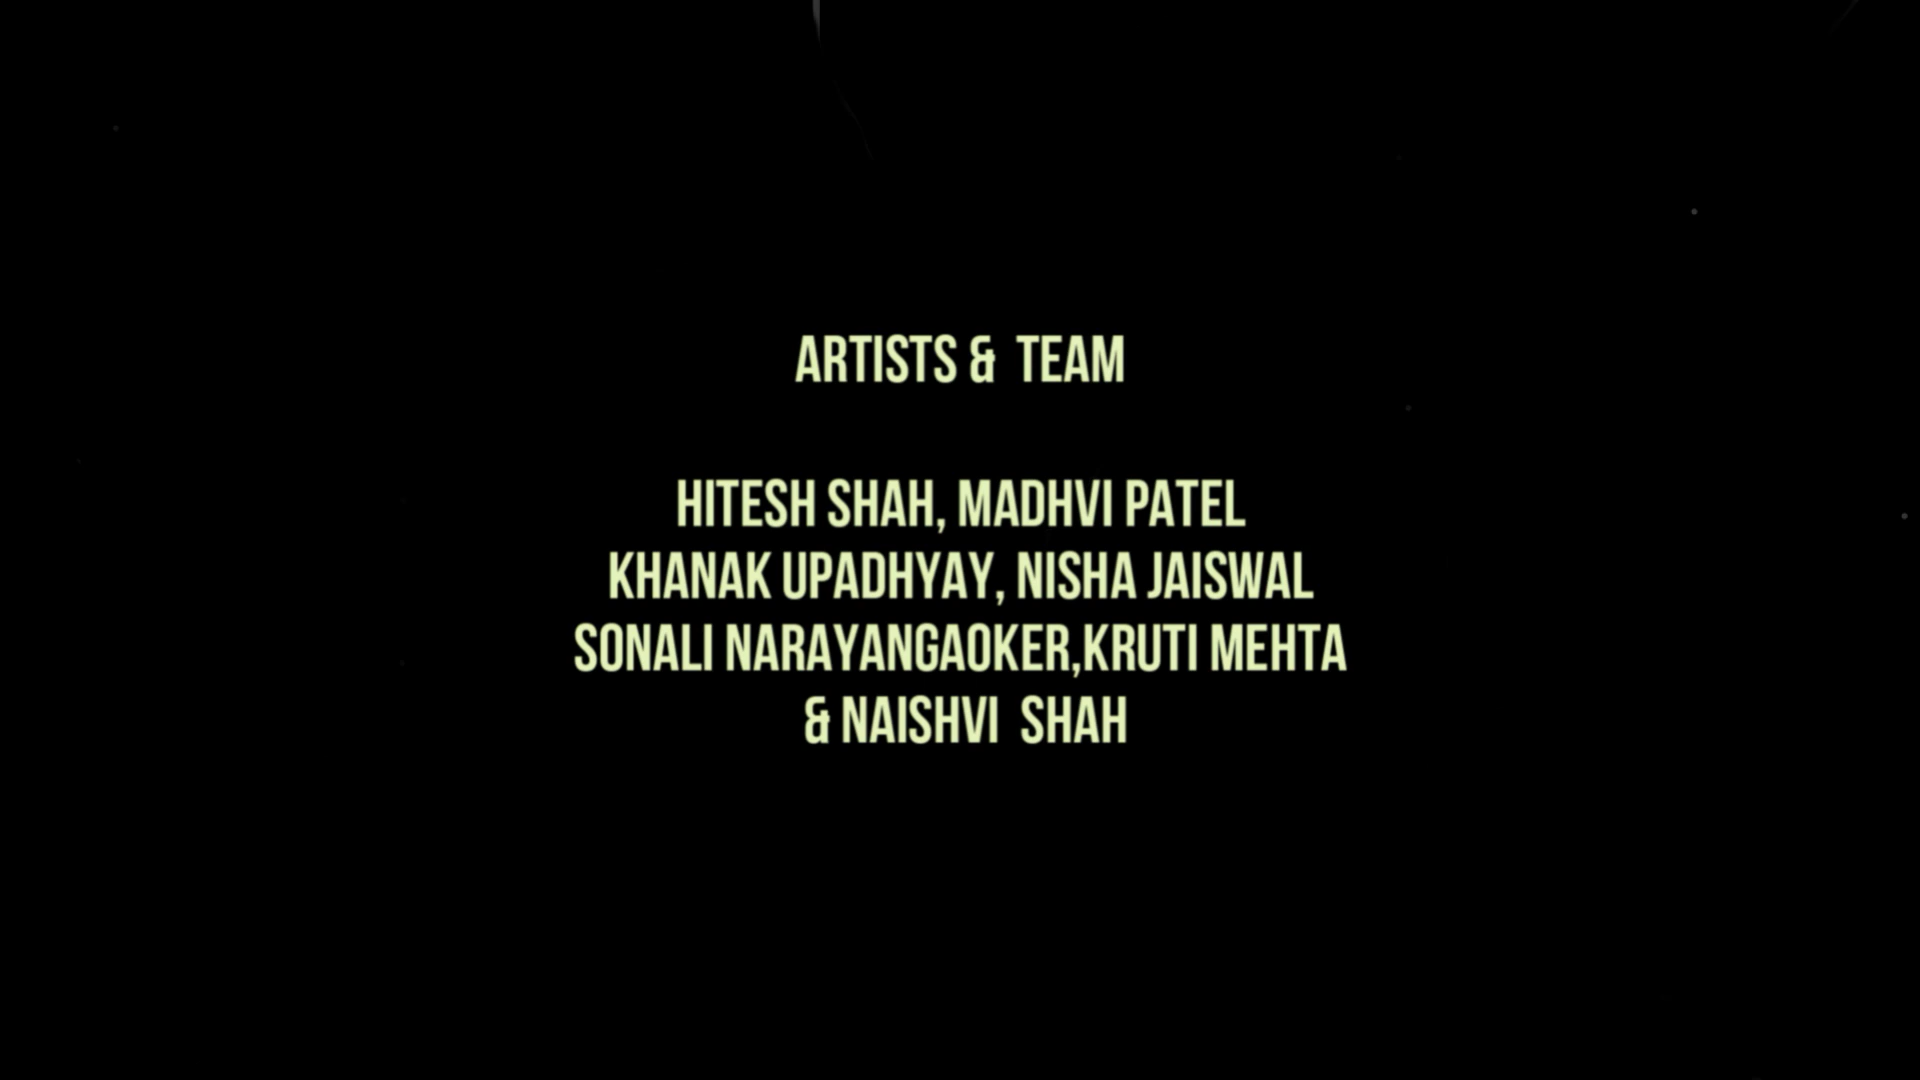 ARTISTS &  TEAM
HITESH SHAH, MADHVI PATEL
KHANAK UPADHYAY, NISHA JAISWAL
SONALI NARAYANGAOKER,KRUTI MEHTA
& NAISHVI  SHAH